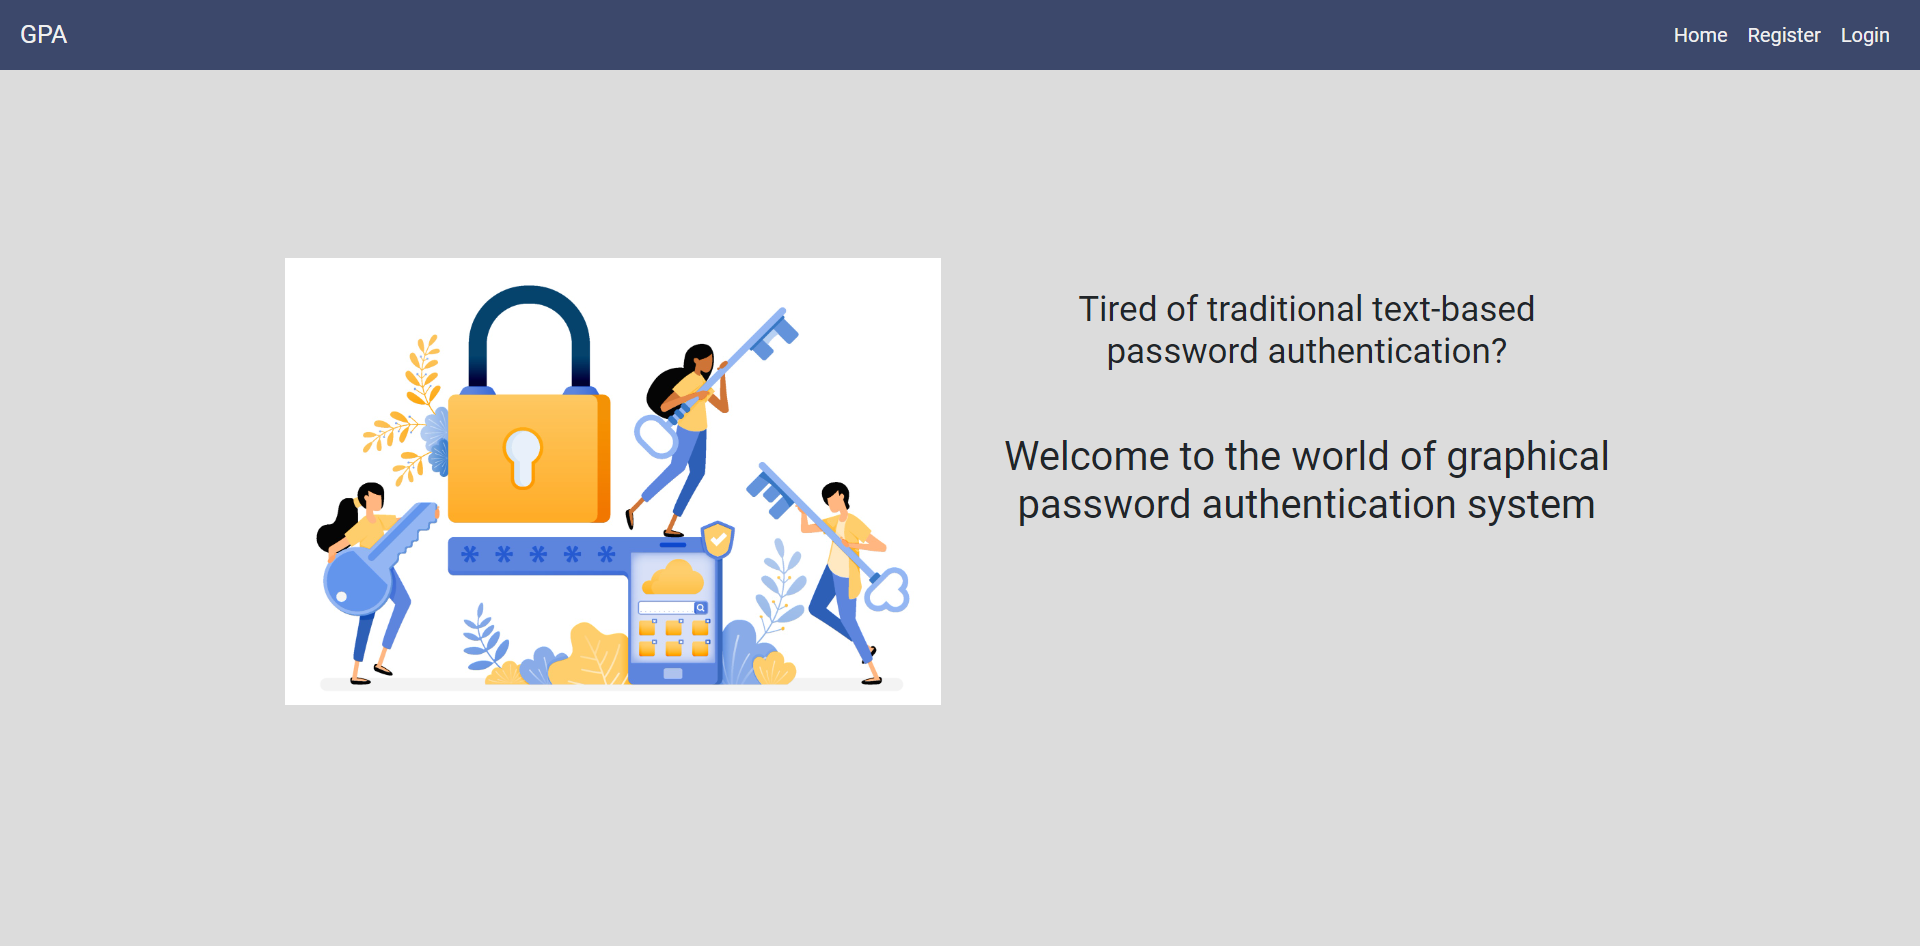 GPA
Home Register Login
Tired of traditional text-based
password authentication?
Welcome to the world of graphical
password authentication system
* * * * *